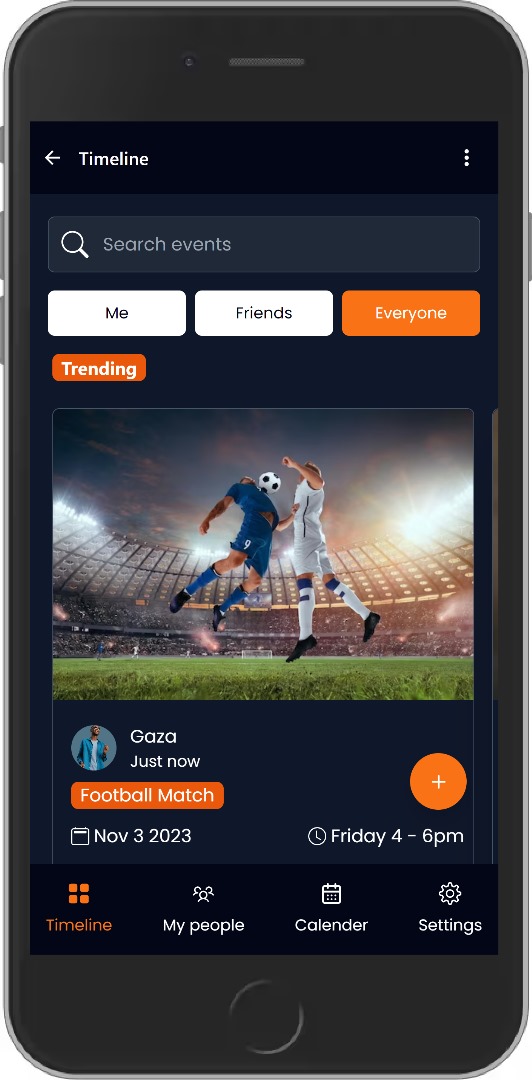 Timeline
Search events
Me Friends Everyone
Trending
9
Gaza
Just now
Football Match
Nov 3 2023 Friday 4 - 6pm
Timeline My people Calender Settings